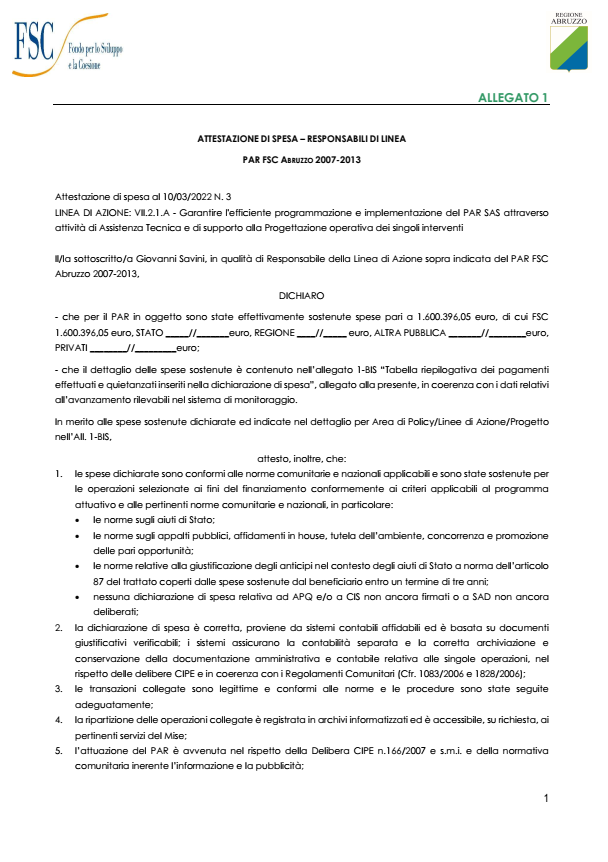 FSC
Fondo per lo Sviluppo
e la Coesione
REGIONE
ABRUZZO
ALLEGATO 1
ATTESTAZIONE DI SPESA – RESPONSABILI DI LINEA
PAR FSC ABRUZZO 2007-2013
Attestazione di spesa al 10/03/2022 N. 3
LINEA DI AZIONE: VII.2.1.A - Garantire l'efficiente programmazione e implementazione del PAR SAS attraverso
attività di Assistenza Tecnica e di supporto alla Progettazione operativa dei singoli interventi
Il/la sottoscritto/a Giovanni Savini, in qualità di Responsabile della Linea di Azione sopra indicata del PAR FSC
Abruzzo 2007-2013,
DICHIARO
- che per il PAR in oggetto sono state effettivamente sostenute spese pari a 1.600.396,05 euro, di cui FSC
1.600.396,05 euro, STATO _____//_______euro, REGIONE ____//_____ euro, ALTRA PUBBLICA _______//________euro,
PRIVATI ________//_________euro;
- che il dettaglio delle spese sostenute è contenuto nell'allegato 1-BIS “Tabella riepilogativa dei pagamenti
effettuati e quietanzati inseriti nella dichiarazione di spesa”, allegato alla presente, in coerenza con i dati relativi
all'avanzamento rilevabili nel sistema di monitoraggio.
In merito alle spese sostenute dichiarate ed indicate nel dettaglio per Area di Policy/Linee di Azione/Progetto
nell'All. 1-BIS,
attesto, inoltre, che:
1. le spese dichiarate sono conformi alle norme comunitarie e nazionali applicabili e sono state sostenute per
le operazioni selezionate ai fini del finanziamento conformemente ai criteri applicabili al programma
attuativo e alle pertinenti norme comunitarie e nazionali, in particolare:
• le norme sugli aiuti di Stato;
• le norme sugli appalti pubblici, affidamenti in house, tutela dell'ambiente, concorrenza e promozione
delle pari opportunità;
• le norme relative alla giustificazione degli anticipi nel contesto degli aiuti di Stato a norma dell'articolo
87 del trattato coperti dalle spese sostenute dal beneficiario entro un termine di tre anni;
• nessuna dichiarazione di spesa relativa ad APQ e/o a CIS non ancora firmati o a SAD non ancora
deliberati;
2. la dichiarazione di spesa è corretta, proviene da sistemi contabili affidabili ed è basata su documenti
giustificativi verificabili; i sistemi assicurano la contabilità separata e la corretta archiviazione e
conservazione della documentazione amministrativa e contabile relativa alle singole operazioni, nel
rispetto delle delibere CIPE e in coerenza con i Regolamenti Comunitari (Cfr. 1083/2006 e 1828/2006);
3. le transazioni collegate sono legittime e conformi alle norme e le procedure sono state seguite
adeguatamente;
4. la ripartizione delle operazioni collegate è registrata in archivi informatizzati ed è accessibile, su richiesta, ai
pertinenti servizi del Mise;
5. l'attuazione del PAR è avvenuta nel rispetto della Delibera CIPE n.166/2007 e s.m.i. e della normativa
comunitaria inerente l'informazione e la pubblicità;
1